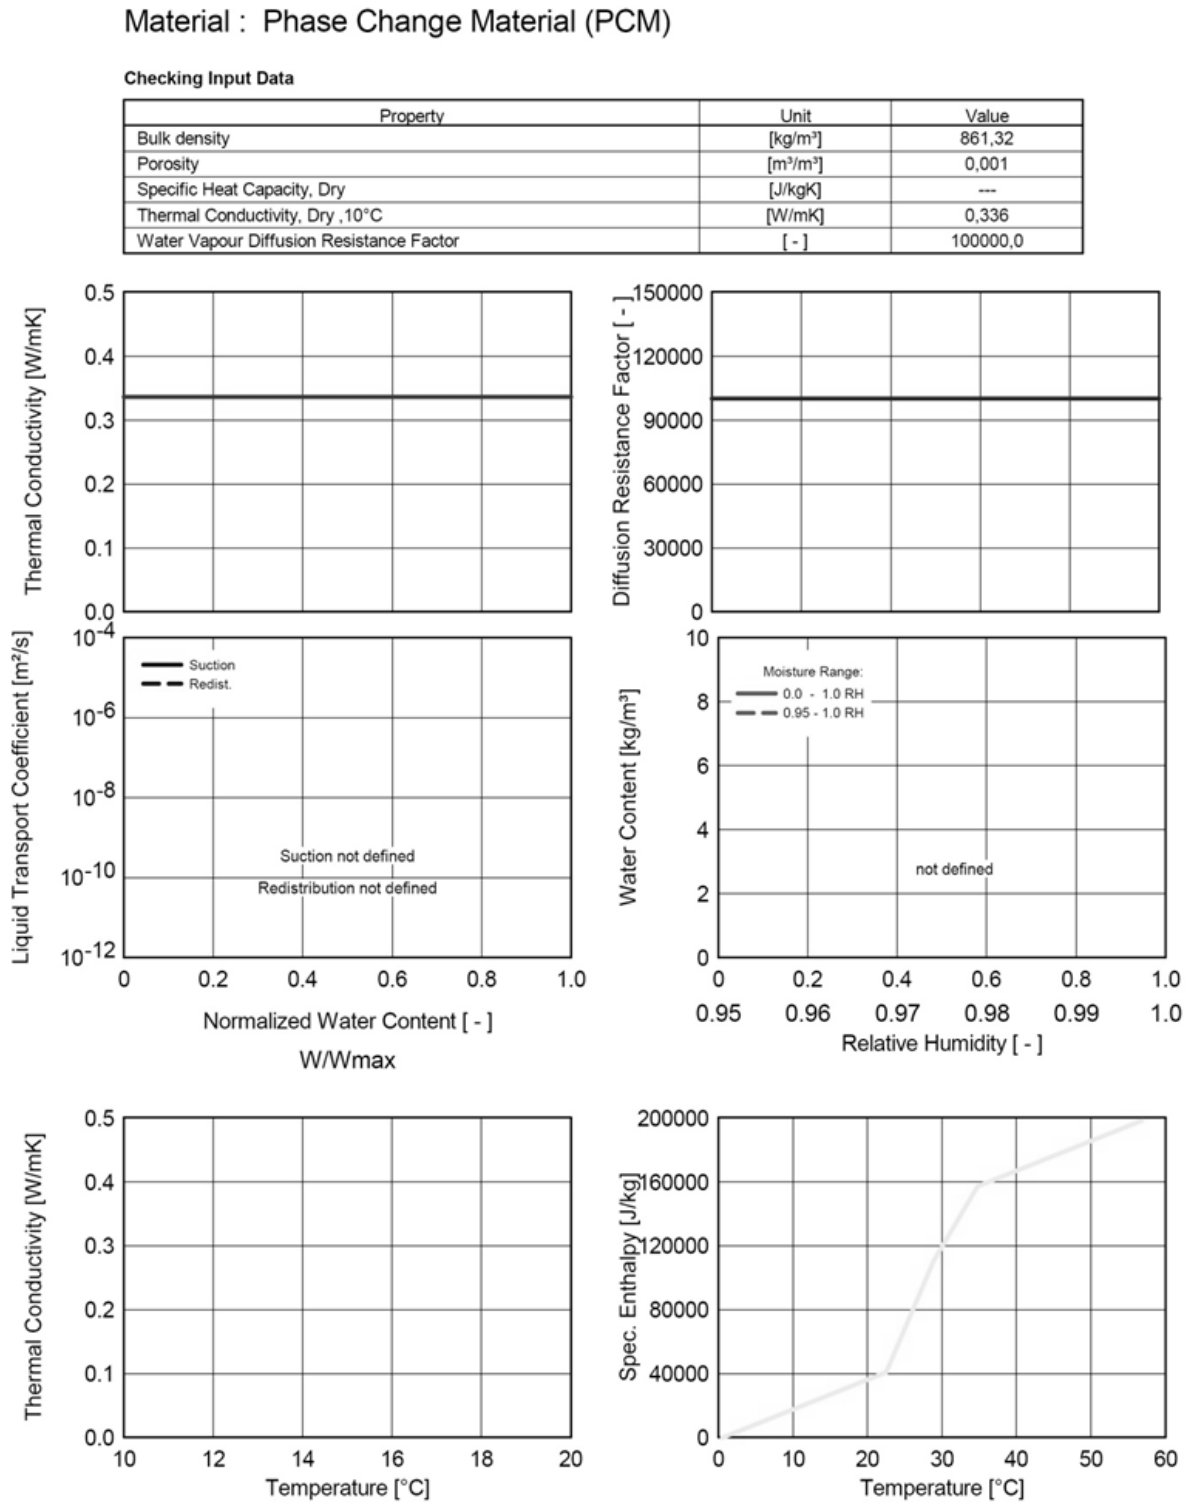 Material : Phase Change Material (PCM)
Checking Input Data
Property Unit Value
Bulk density [kg/m³] 861,32
Porosity [m³/m³] 0,001
Specific Heat Capacity, Dry [J/kgK] ---
Thermal Conductivity, Dry ,10°C [W/mK] 0,336
Water Vapour Diffusion Resistance Factor [ - ] 100000,0
Thermal Conductivity [W/mK]
0.5
0.4
0.3
0.2
0.1
0.0
Diffusion Resistance Factor [ - ]
150000
120000
90000
60000
30000
0
Liquid Transport Coefficient [m²/s]
10-4
10-6
10-8
10-10
10-12
Suction
Redist.
Suction not defined
Redistribution not defined
0 0.2 0.4 0.6 0.8 1.0
Normalized Water Content [ - ]
W/Wmax
Water Content [kg/m³]
10
8
6
4
2
0
Moisture Range:
0.0 - 1.0 RH
0.95 - 1.0 RH
not defined
0 0.2 0.4 0.6 0.8 1.0
0.95 0.96 0.97 0.98 0.99 1.0
Relative Humidity [ - ]
Thermal Conductivity [W/mK]
0.5
0.4
0.3
0.2
0.1
0.0
10 12 14 16 18 20
Temperature [°C]
Spec. Enthalpy [J/kg]
200000
160000
120000
80000
40000
0
0 10 20 30 40 50 60
Temperature [°C]